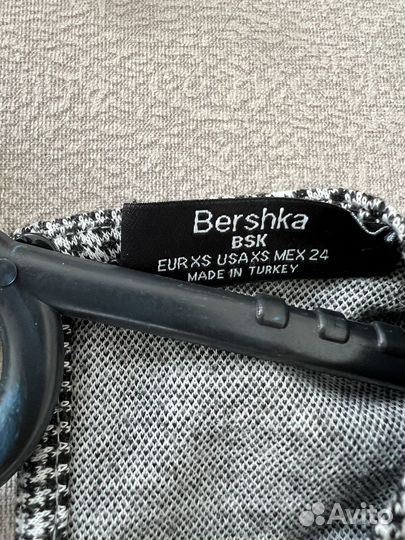 Bershka
BSK
EUR XS USA XS MEX 24
MADE IN TURKEY
Avito